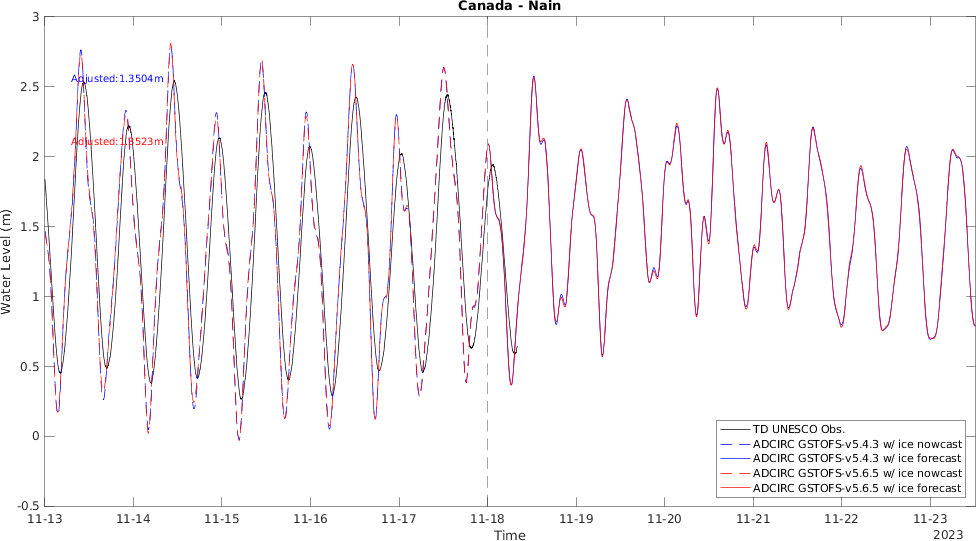 Canada - Nain
3
2.5
2
1.5
1
0.5
0
-0.5
Water Level (m)
Adjusted:1.3504m
Adjusted:1.3523m
TD UNESCO Obs.
ADCIRC GSTOFS-v5.4.3 w/ ice nowcast
ADCIRC GSTOFS-v5.4.3 w/ ice forecast
ADCIRC GSTOFS-v5.6.5 w/ ice nowcast
ADCIRC GSTOFS-v5.6.5 w/ ice forecast
11-13 11-14 11-15 11-16 11-17 11-18 11-19 11-20 11-21 11-22 11-23
Time
2023